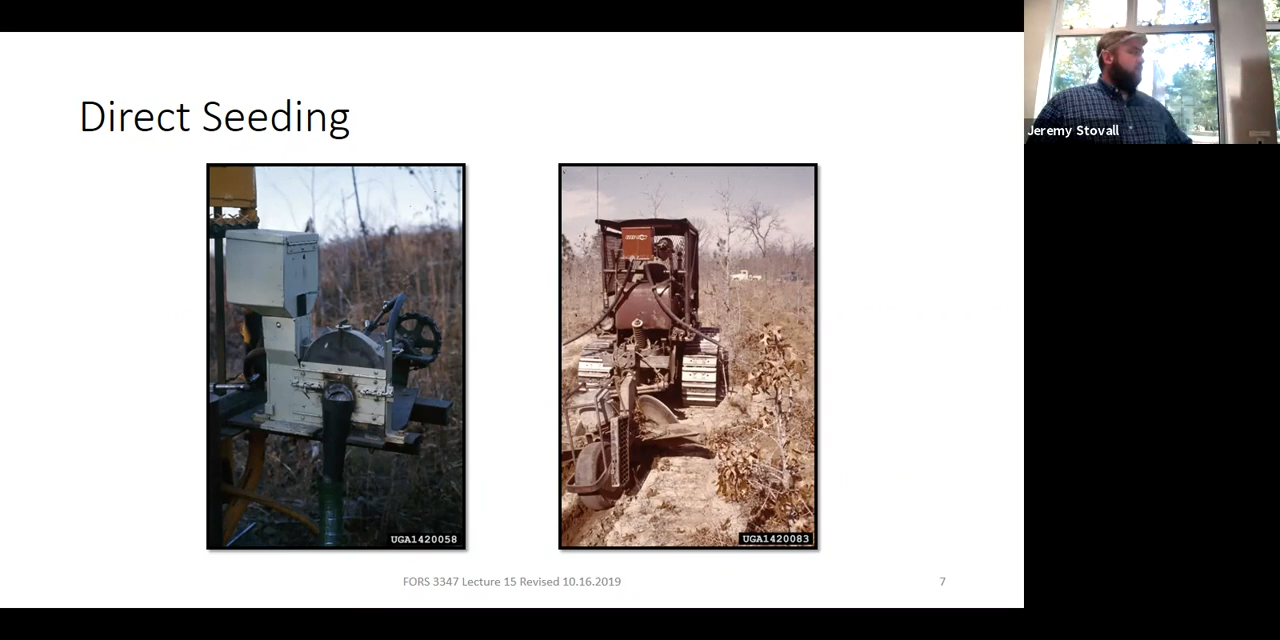 Direct Seeding
Jeremy Stovall
UGA1420058
UGA1420083
FORS 3347 Lecture 15 Revised 10.16.2019
7